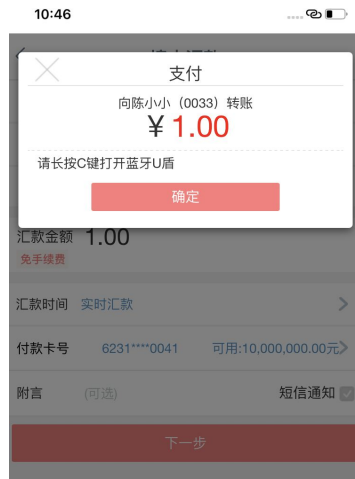 10:46
支付
向陈小小（0033）转账
¥ 1.00
请长按C键打开蓝牙U盾
确定
汇款金额 1.00
免手续费
汇款时间 实时汇款
付款卡号 6231****0041 可用:10,000,000.00元
附言 (可选) 短信通知
下一步